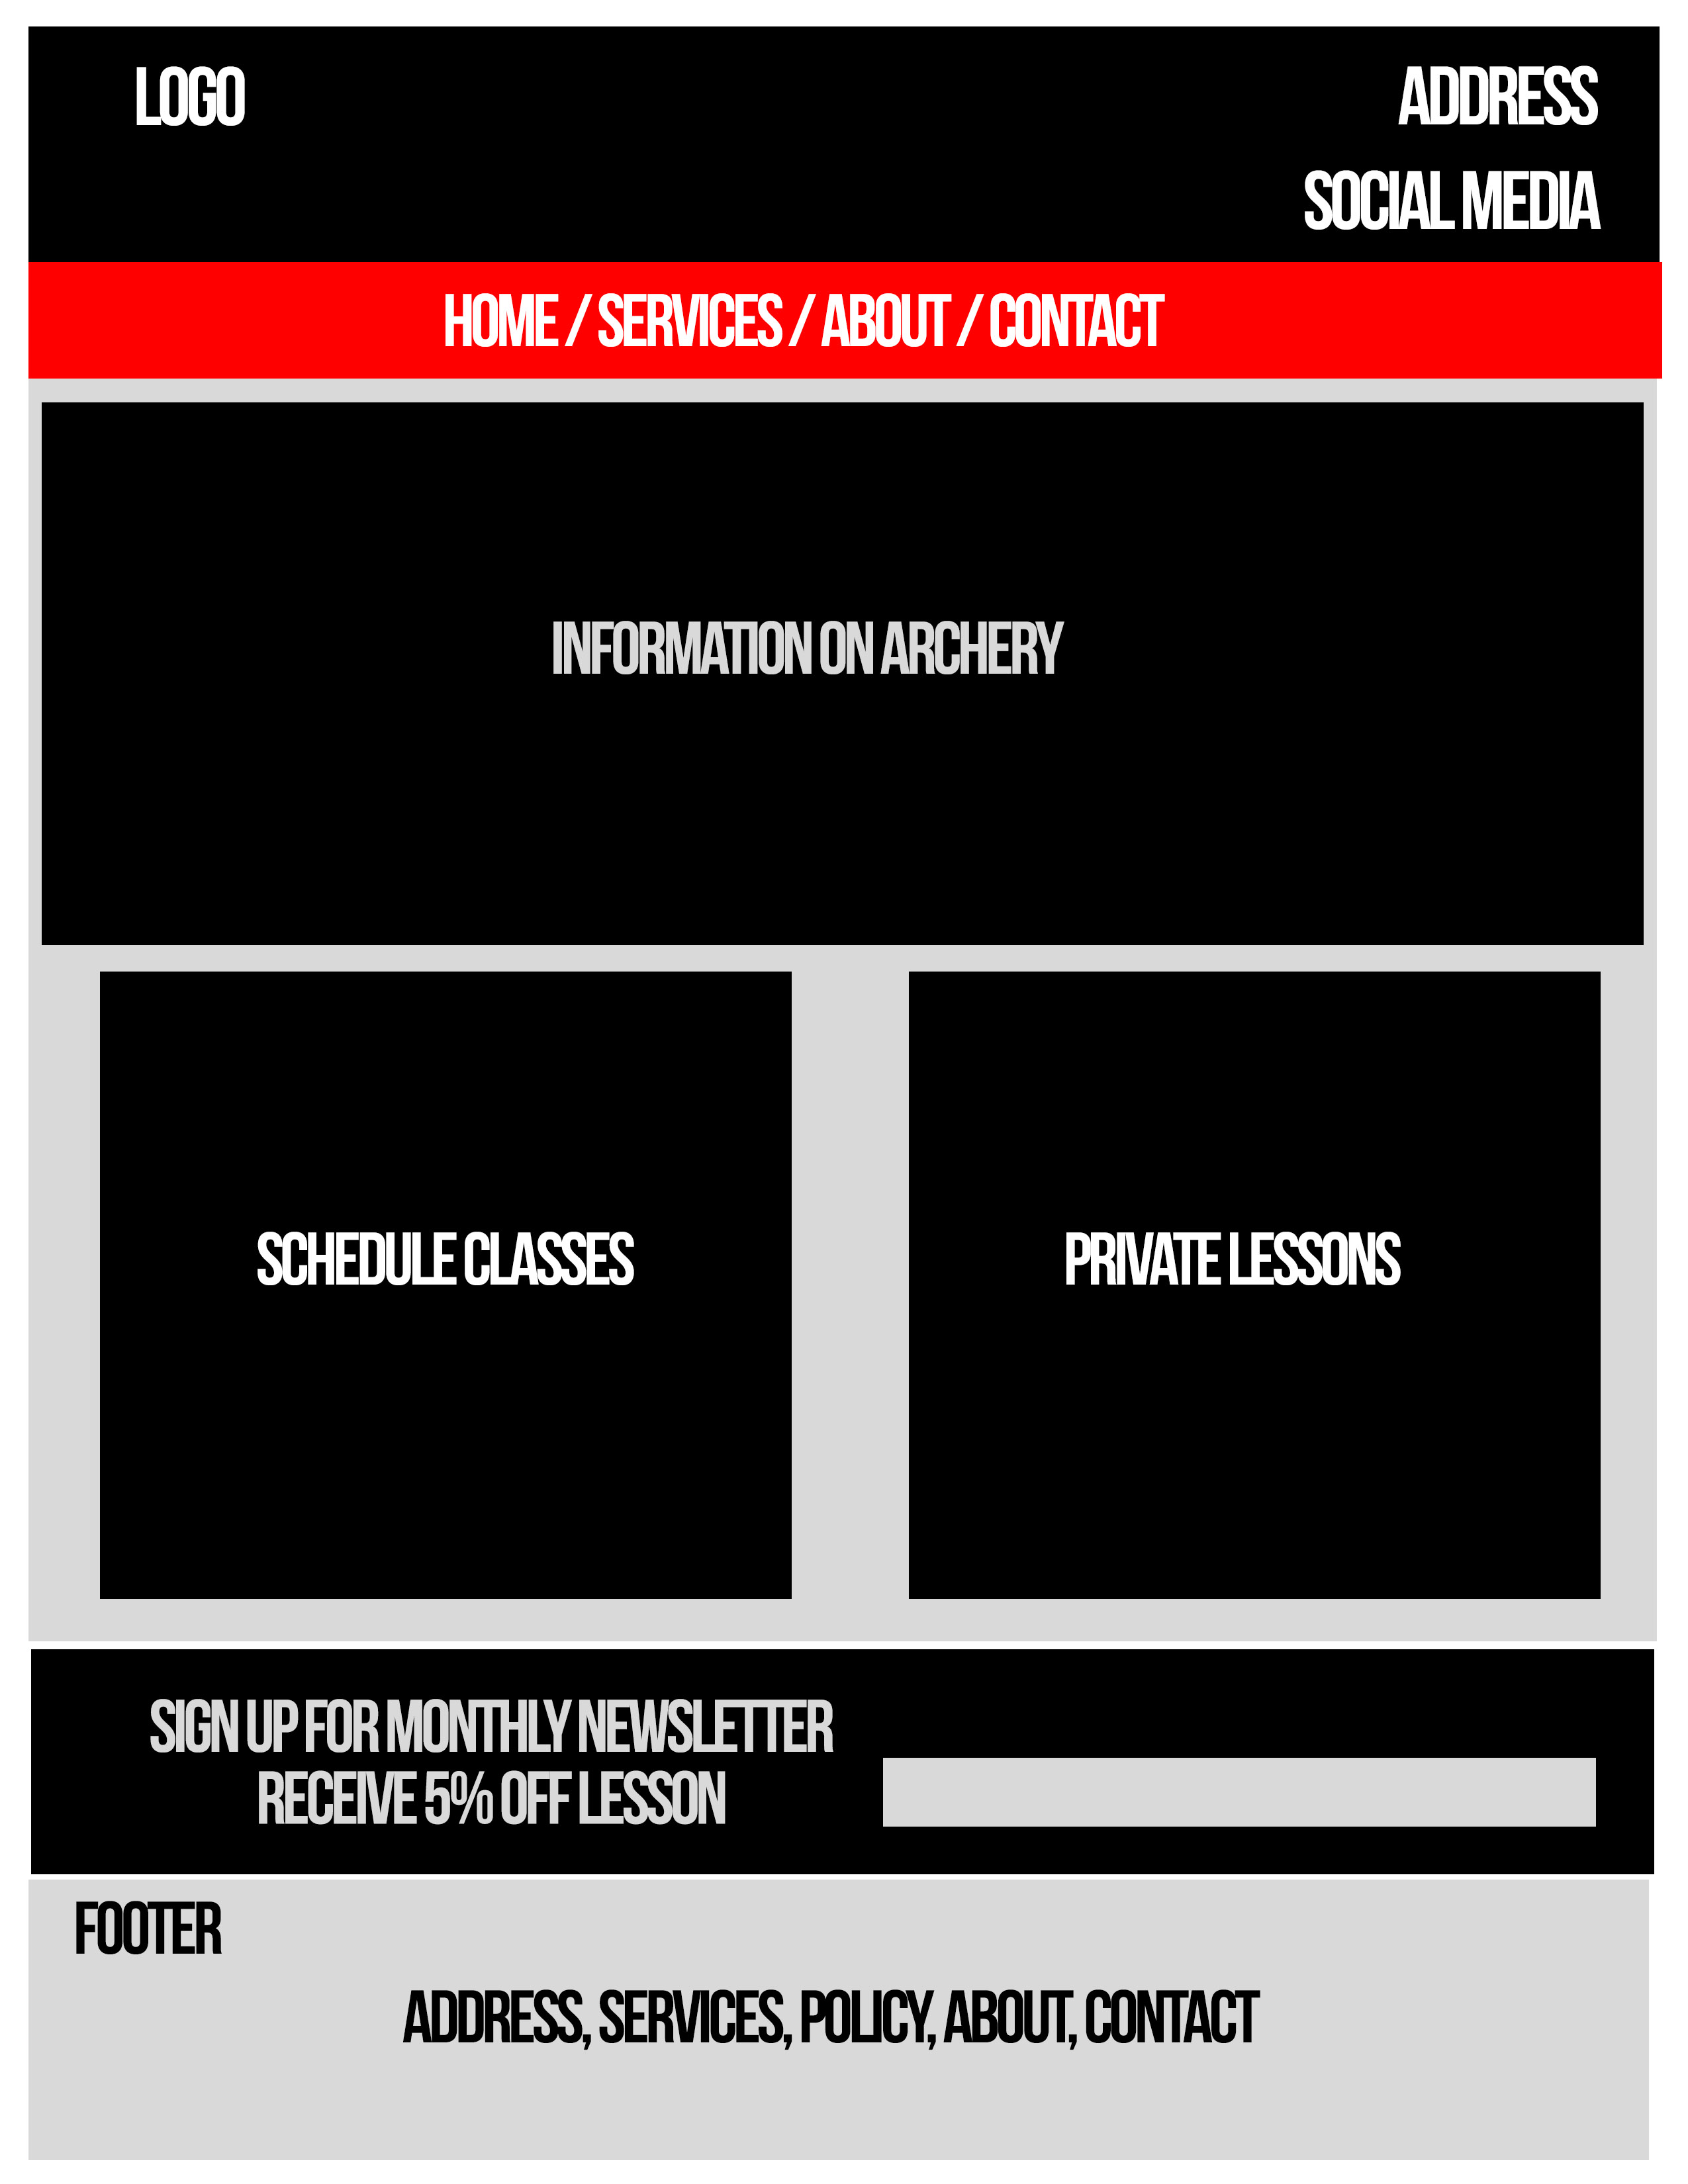 LOGO
ADDRESS
SOCIAL MEDIA
HOME / SERVICES / ABOUT / CONTACT
INFORMATION ON ARCHERY
SCHEDULE CLASSES
PRIVATE LESSONS
SIGN UP FOR MONTHLY NEWSLETTER
RECEIVE 5% OFF LESSON
FOOTER
ADDRESS, SERVICES, POLICY, ABOUT, CONTACT